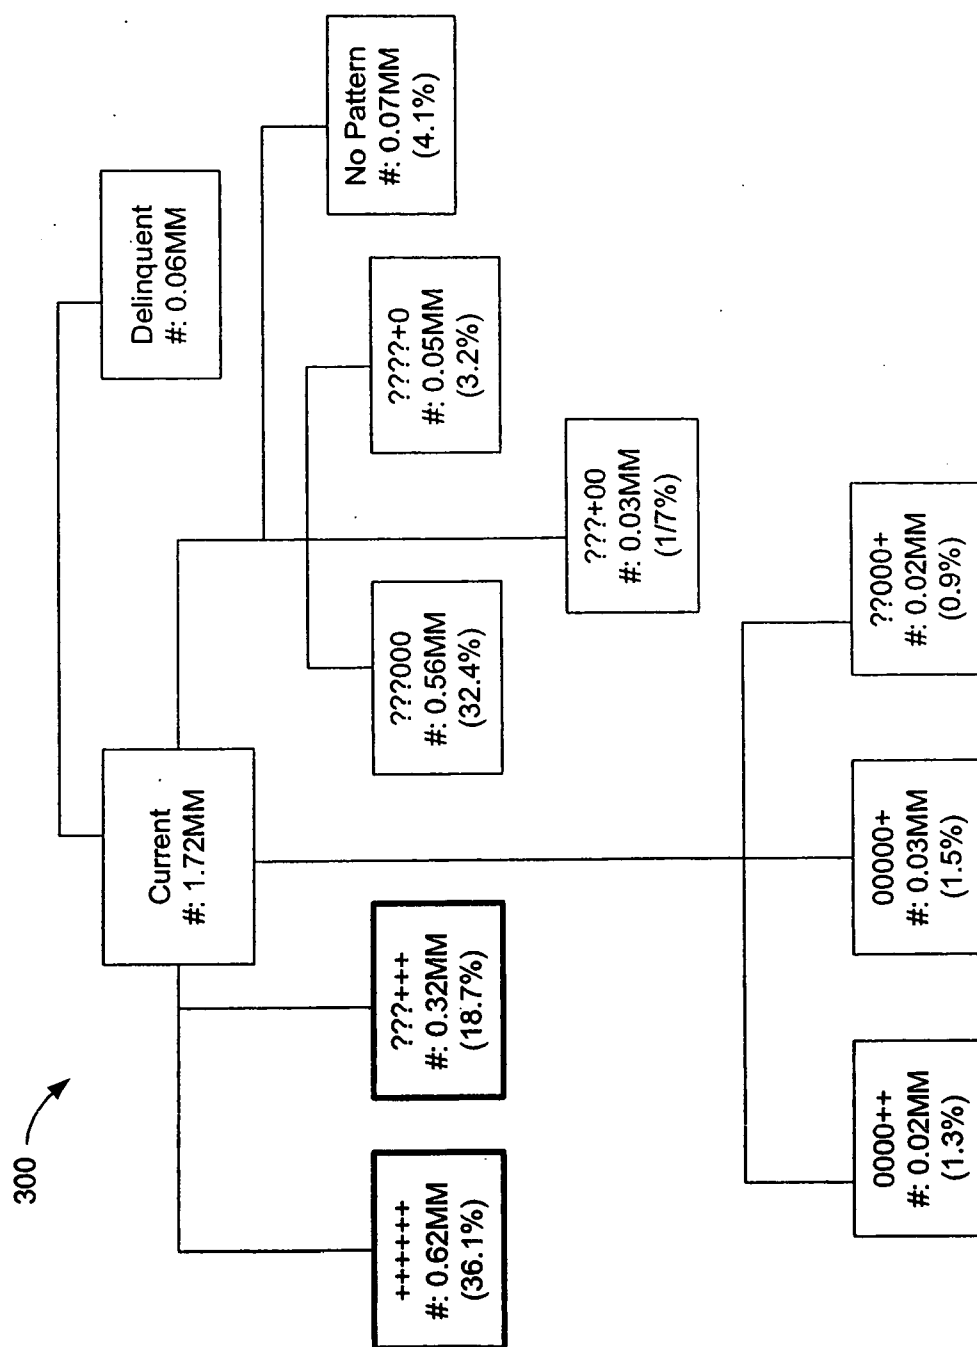 300
Current
#: 1.72MM
Delinquent
#: 0.06MM
++++++
#: 0.62MM
(36.1%)
???+++
#: 0.32MM
(18.7%)
???000
#: 0.56MM
(32.4%)
????+0
#: 0.05MM
(3.2%)
No Pattern
#: 0.07MM
(4.1%)
???+00
#: 0.03MM
(1/7%)
0000++
#: 0.02MM
(1.3%)
00000+
#: 0.03MM
(1.5%)
??000+
#: 0.02MM
(0.9%)